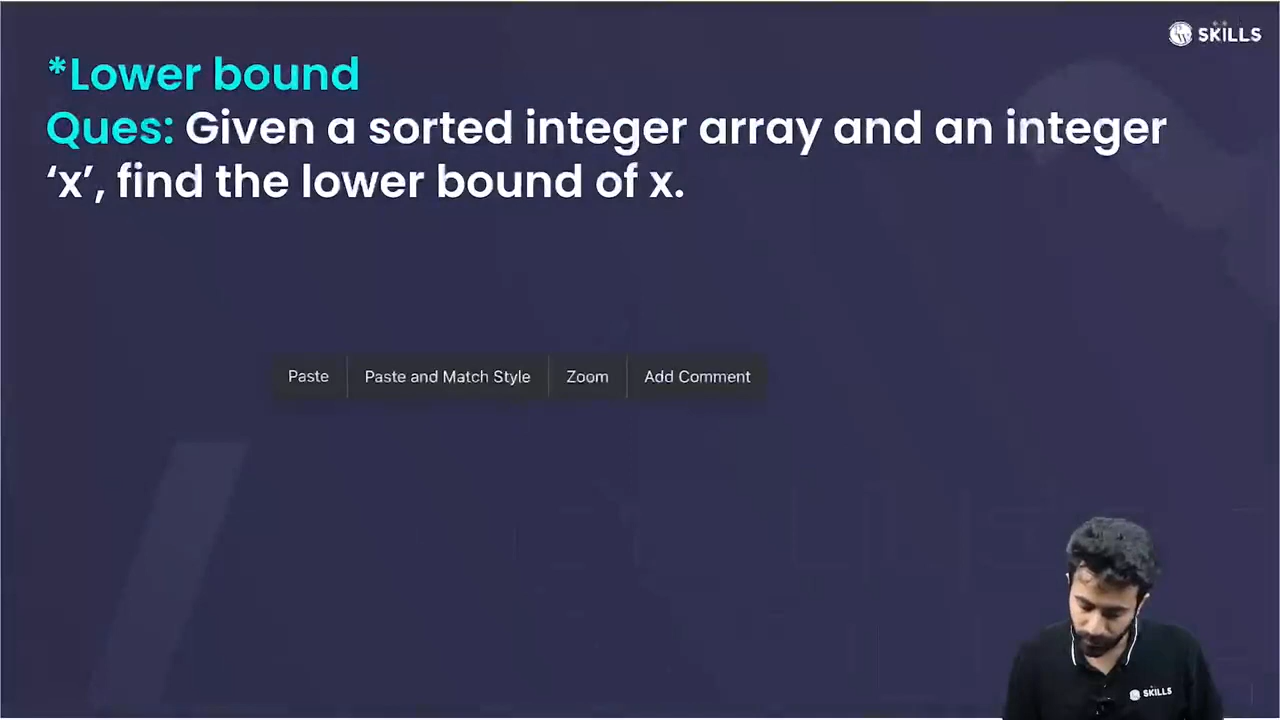 SKILLS
*Lower bound
Ques: Given a sorted integer array and an integer
‘x’, find the lower bound of x.
Paste Paste and Match Style Zoom Add Comment
SKILLS